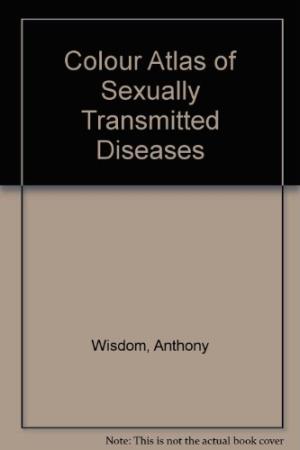 Colour Atlas of
Sexually
Transmitted
Diseases
Wisdom, Anthony
Note: This is not the actual book cover